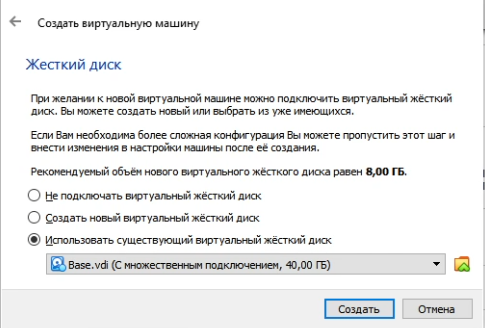 Создать виртуальную машину
Жесткий диск
При желании к новой виртуальной машине можно подключить виртуальный жёсткий
диск. Вы можете создать новый или выбрать из уже имеющихся.
Если Вам необходима более сложная конфигурация Вы можете пропустить этот шаг и
внести изменения в настройки машины после её создания.
Рекомендуемый объём нового виртуального жёсткого диска равен 8,00 ГБ.
Не подключать виртуальный жёсткий диск
Создать новый виртуальный жёсткий диск
Использовать существующий виртуальный жёсткий диск
Base.vdi (С множественным подключением, 40,00 ГБ)
Создать
Отмена